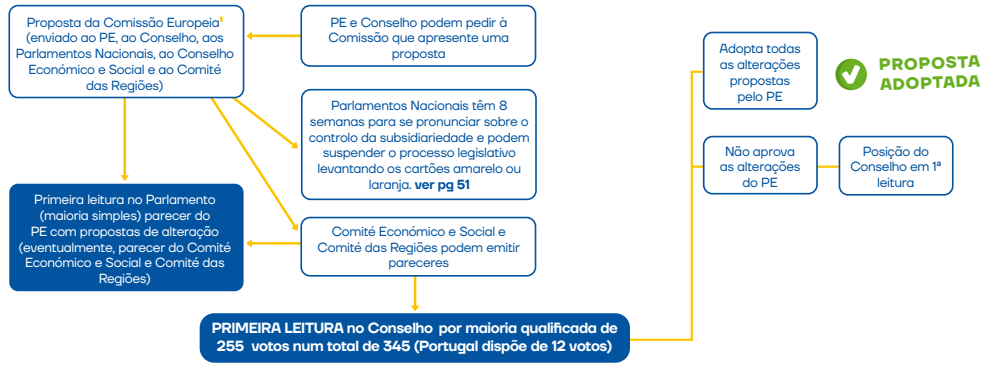 Proposta da Comissão Europeia¹
(enviado ao PE, ao Conselho, aos
Parlamentos Nacionais, ao Conselho
Económico e Social e ao Comité
das Regiões)
PE e Conselho podem pedir à
Comissão que apresente uma
proposta
Parlamentos Nacionais têm 8
semanas para se pronunciar sobre o
controlo da subsidiariedade e podem
suspender o processo legislativo
levantando os cartões amarelo ou
laranja. ver pg 51
Primeira leitura no Parlamento
(maioria simples) parecer do
PE com propostas de alteração
(eventualmente, parecer do Comité
Económico e Social e Comité das
Regiões)
Comité Económico e Social e
Comité das Regiões podem emitir
pareceres
PRIMEIRA LEITURA no Conselho por maioria qualificada de
255 votos num total de 345 (Portugal dispõe de 12 votos)
Adopta todas
as alterações
propostas
pelo PE
PROPOSTA
ADOPTADA
Não aprova
as alterações
do PE
Posição do
Conselho em 1ª
leitura